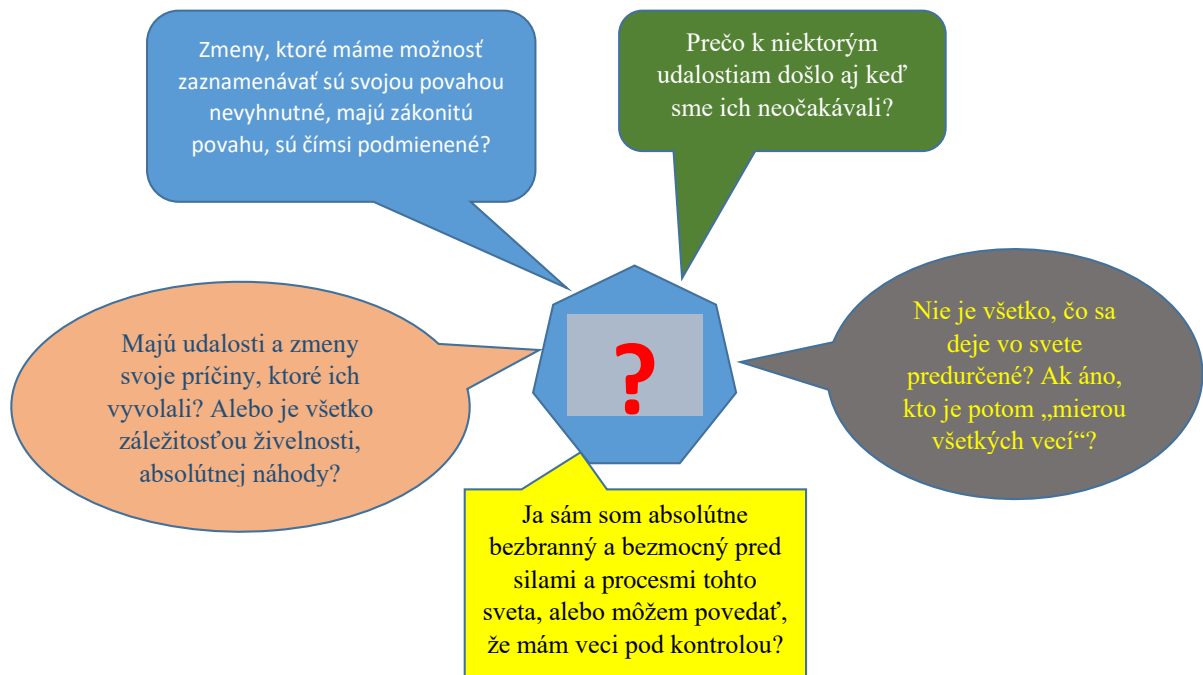 Zmeny, ktoré máme možnosť
zaznamenávať sú svojou povahou
nevyhnutné, majú zákonitú
povahu, sú čímsi podmienené?
Prečo k niektorým
udalostiam došlo aj keď
sme ich neočakávali?
Majú udalosti a zmeny
svoje príčiny, ktoré ich
vyvolali? Alebo je všetko
záležitosťou živelnosti,
absolútnej náhody?
?
Nie je všetko, čo sa
deje vo svete
predurčené? Ak áno,
kto je potom „mierou
všetkých vecí“?
Ja sám som absolútne
bezbranný a bezmocný pred
silami a procesmi tohto
sveta, alebo môžem povedať,
že mám veci pod kontrolou?